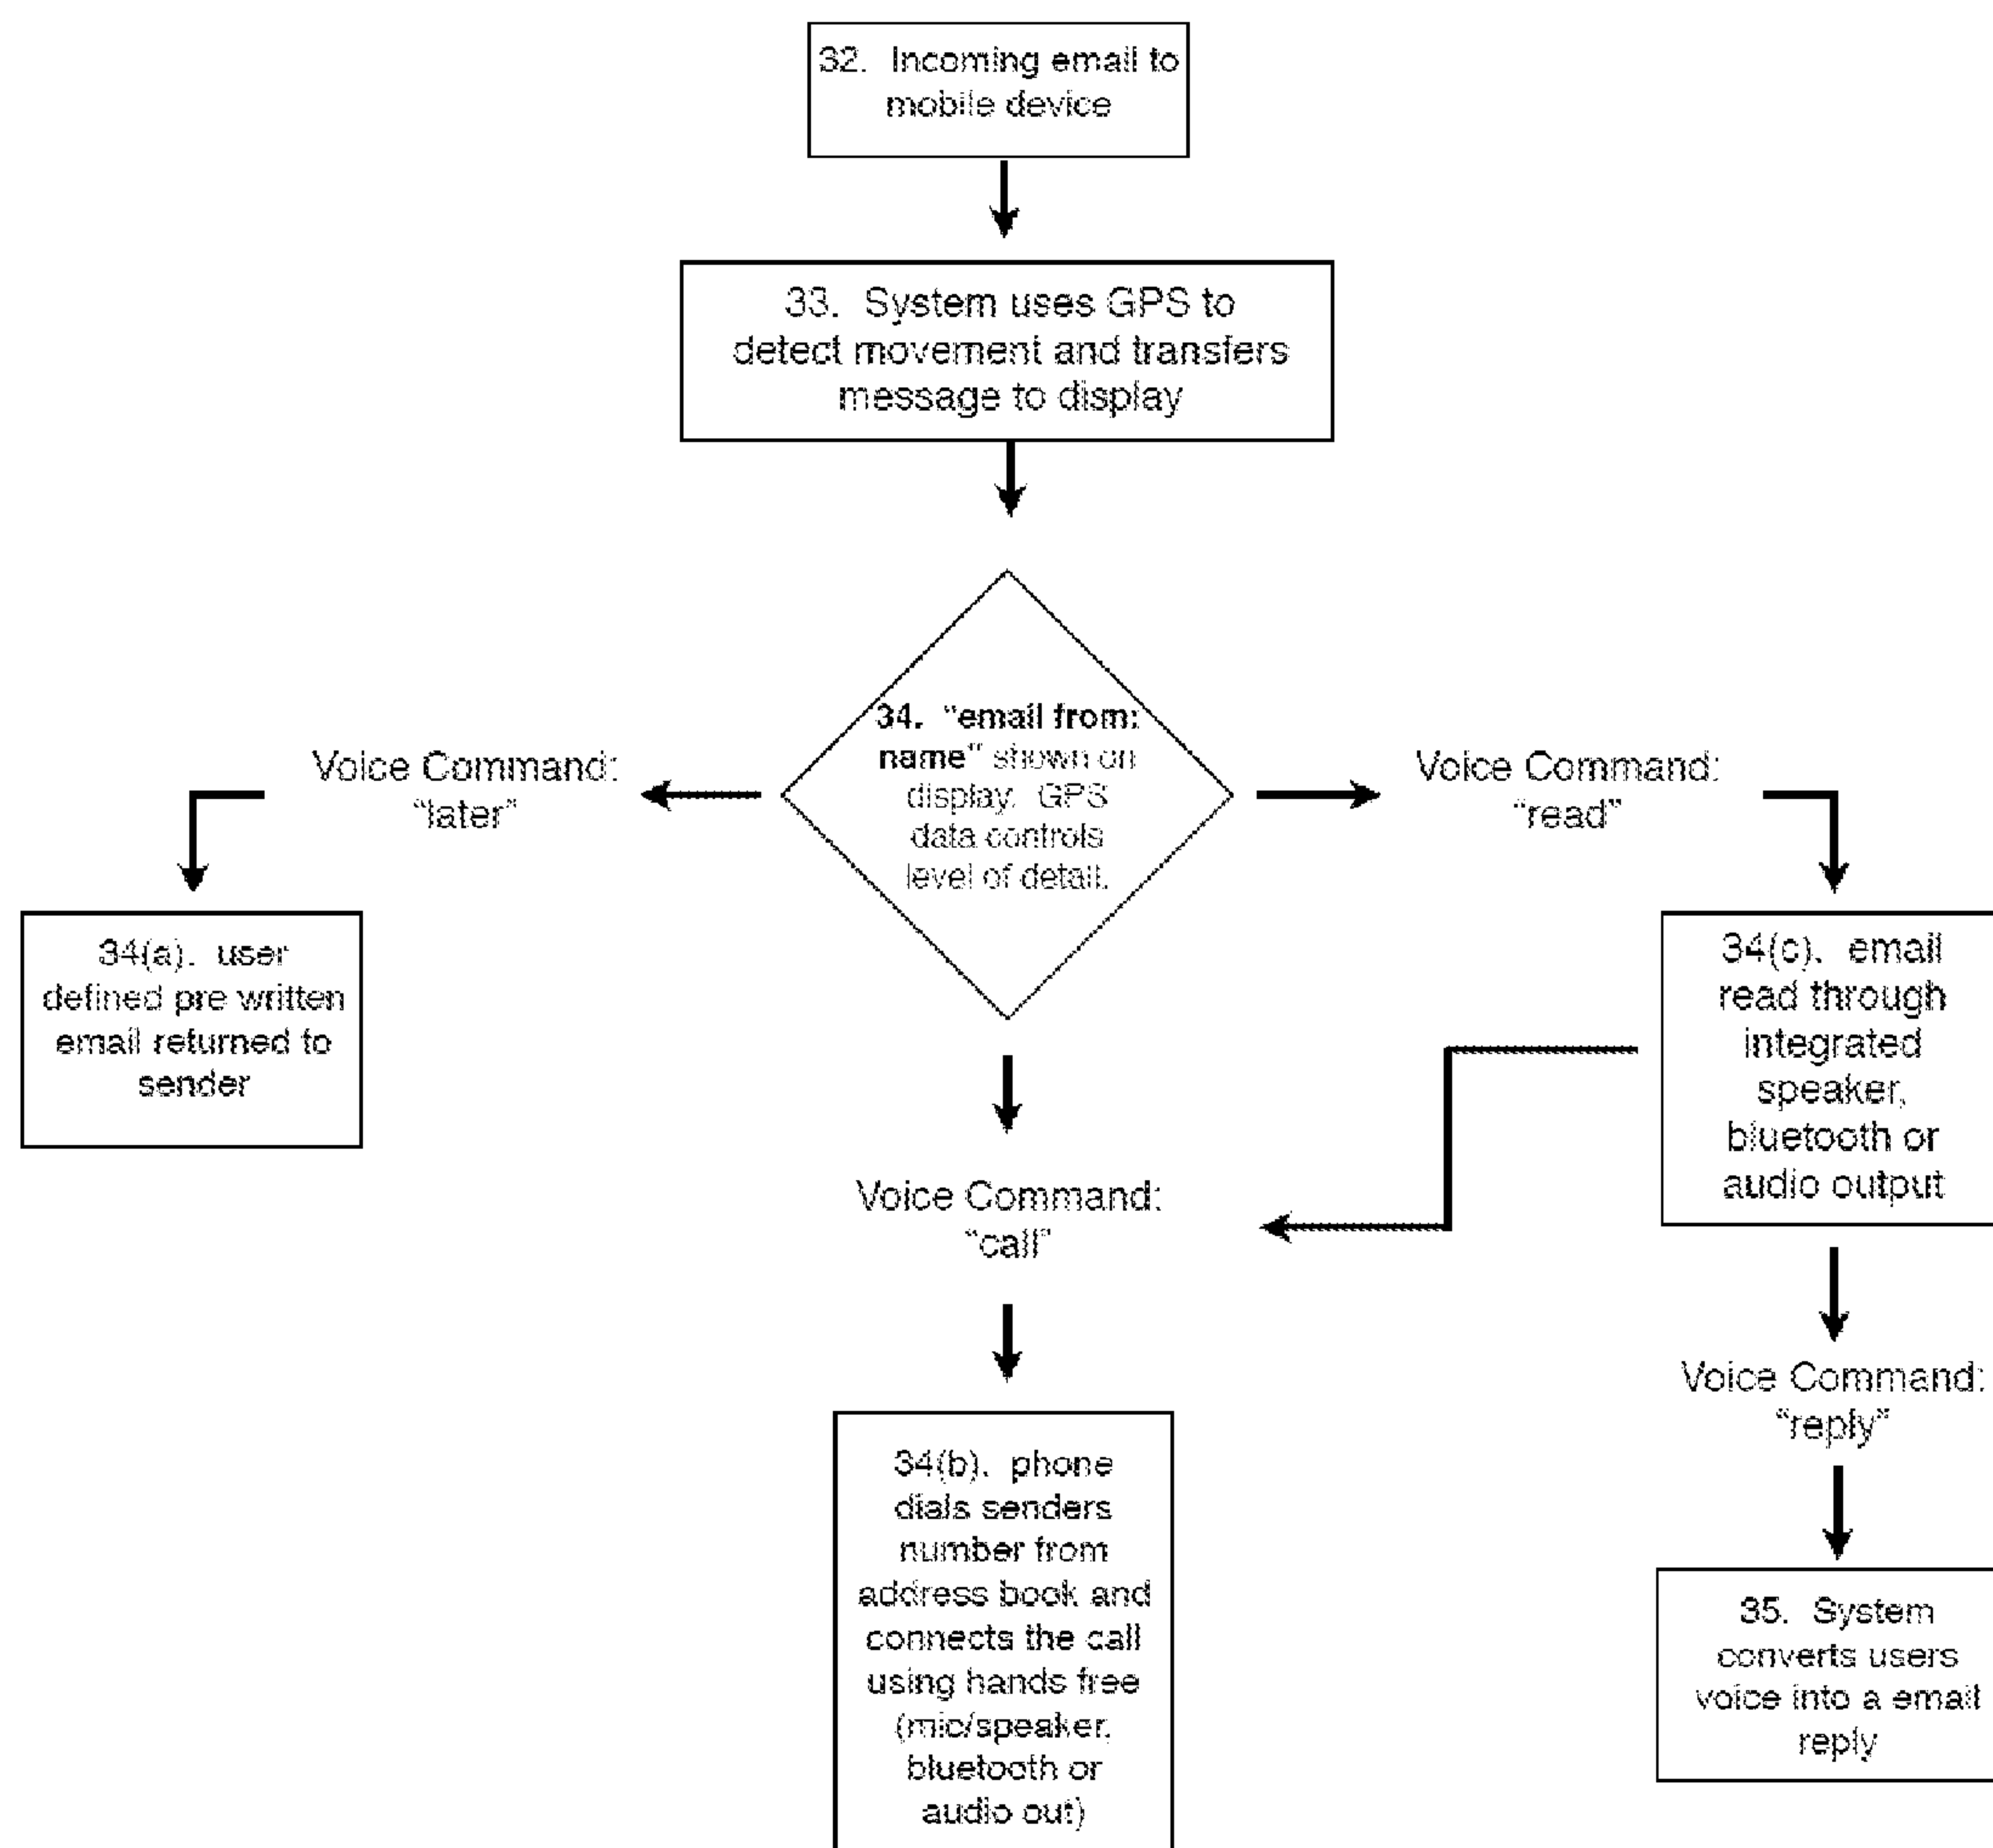 32. Incoming email to
mobile device
33. System uses GPS to
detect movement and transfers
message to display
34. "email from:
name" shown on
display. GPS
data controls
level of detail.
Voice Command:
"later"
Voice Command:
"read"
34(a). user
defined pre written
email returned to
sender
34(c). email
read through
integrated
speaker,
bluetooth or
audio output
Voice Command:
"call"
Voice Command:
"reply"
34(b). phone
dials senders
number from
address book and
connects the call
using hands free
(mic/speaker,
bluetooth or
audio out)
35. System
converts users
voice into a email
reply